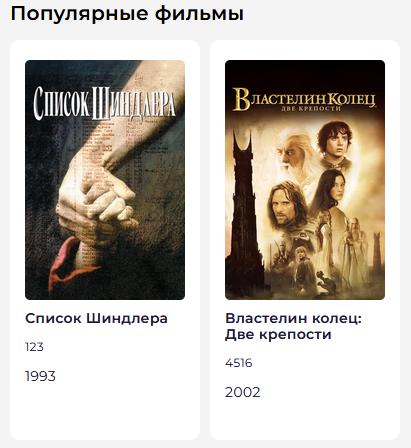 Популярные фильмы
Список Шиндлера
Властелин Колец
две крепости
Список Шиндлера
123
1993
Властелин колец:
Две крепости
4516
2002